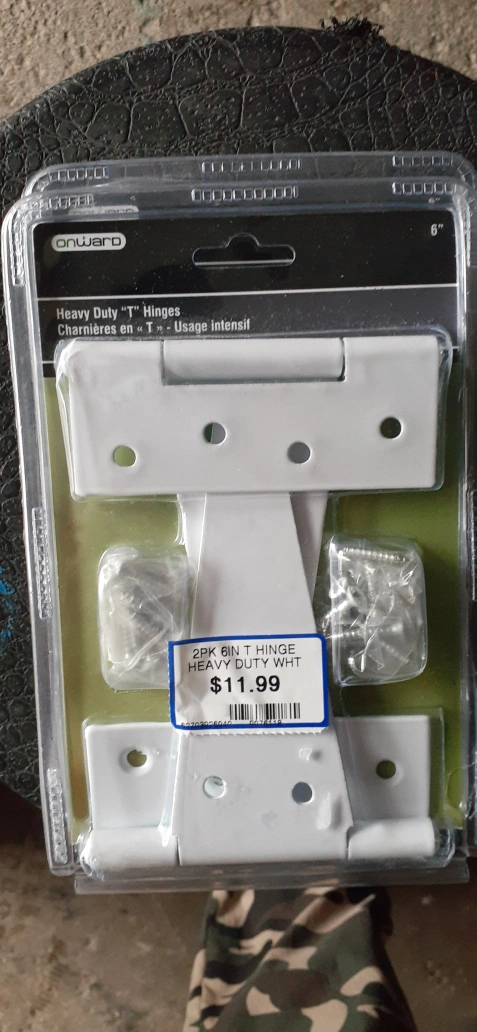 onward
6"
Heavy Duty "T" Hinges
Charnières en « T » - Usage intensif
2PK 6IN T HINGE
HEAVY DUTY WHT
$11.99